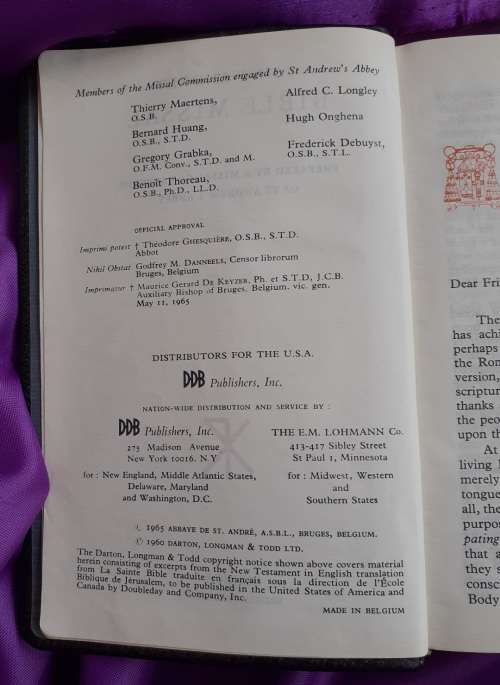 Members of the Missal Commission engaged by St Andrew's Abbey
Thierry Maertens,
O.S.B.
Bernard Huang,
O.S.B., S.T.D.
Gregory Grabka,
O.F.M. Conv., S.T.D. and M.
Benoît Thoreau,
O.S.B., Ph.D., LL.D.
Alfred C. Longley
Hugh Onghena
Frederick Debuyst,
O.S.B., S.T.L.
OFFICIAL APPROVAL
Imprimi potest † Théodore GHESQUIÈRE, O.S.B., S.T.D.
Abbot
Nihil Obstat Godfrey M. DANNEELS, Censor librorum
Bruges, Belgium
Imprimatur † Maurice Gerard DE KEYZER, Ph. et S.T.D, J.C.B.
Auxiliary Bishop of Bruges, Belgium. vic. gen.
May 11, 1965
DISTRIBUTORS FOR THE U.S.A.
DDB Publishers, Inc.
NATION-WIDE DISTRIBUTION AND SERVICE BY :
DDB Publishers, Inc.
275 Madison Avenue
New York 10016. N.Y
for : New England, Middle Atlantic States,
Delaware, Maryland
and Washington, D.C.
THE E.M. LOHMANN Co.
413-417 Sibley Street
St Paul 1, Minnesota
for : Midwest, Western
and
Southern States
© 1965 ABBAYE DE ST. ANDRÉ, A.S.B.L., BRUGES, BELGIUM.
© 1960 DARTON, LONGMAN & TODD LTD.
The Darton, Longman & Todd copyright notice shown above covers material
herein consisting of excerpts from the New Testament in English translation
from La Sainte Bible traduite en français sous la direction de l'École
Biblique de Jérusalem, to be published in the United States of America and
Canada by Doubleday and Company, Inc.
MADE IN BELGIUM
Dear Fri
The
has achi
perhaps
the Ron
version,
scriptur
thanks
the peo
upon th
At
living
merely
tongue
all, the
purpos
pating
that a
they s
consc
Body